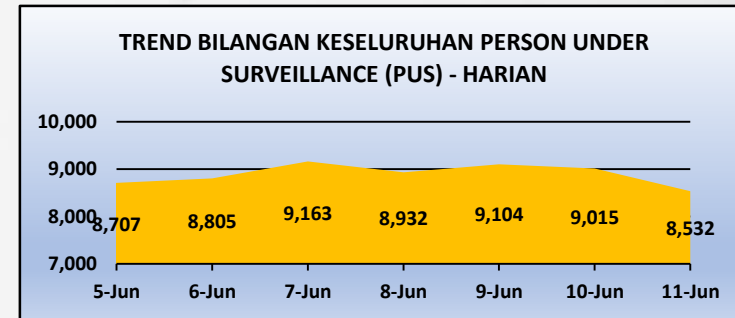 TREND BILANGAN KESELURUHAN PERSON UNDER
SURVEILLANCE (PUS) - HARIAN
10,000
9,000
8,000
7,000
8,707 8,805 9,163 8,932 9,104 9,015 8,532
5-Jun 6-Jun 7-Jun 8-Jun 9-Jun 10-Jun 11-Jun